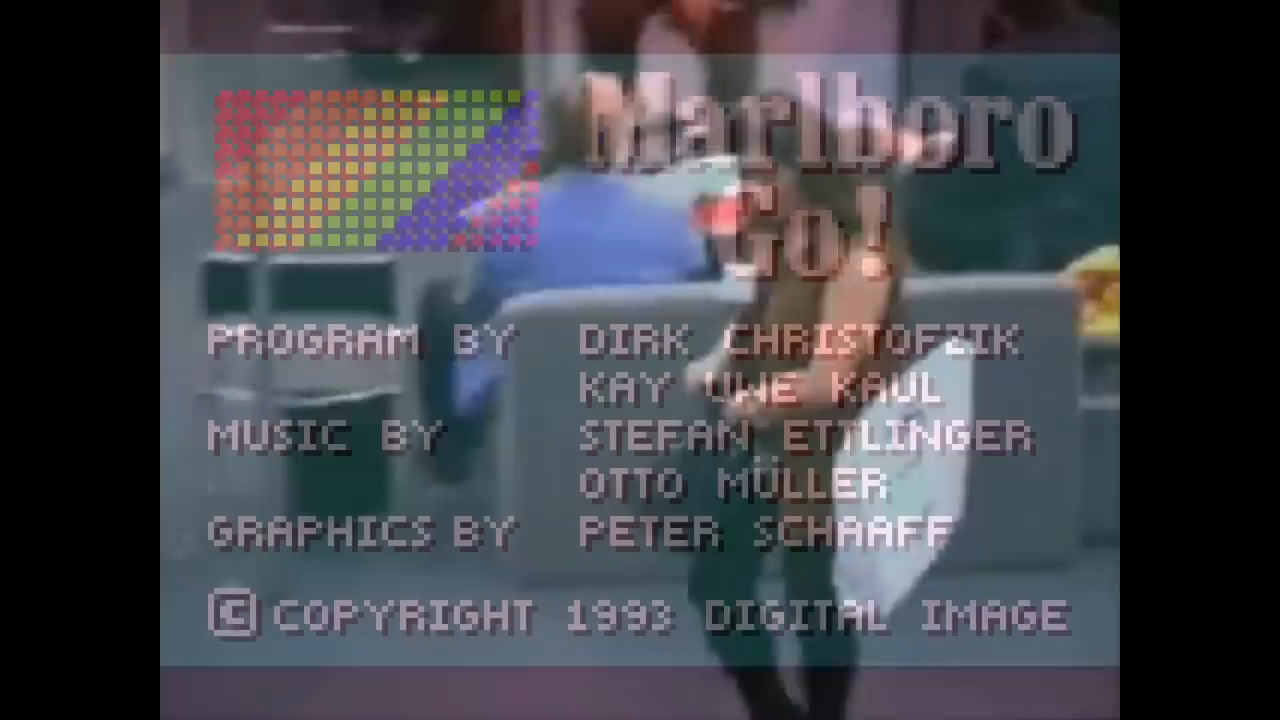 Marlboro
Go!
PROGRAM BY DIRK CHRISTOFZIK
KAY UWE KAUL
MUSIC BY STEFAN ETTLINGER
OTTO MÜLLER
GRAPHICS BY PETER SCHAAFF
© COPYRIGHT 1993 DIGITAL IMAGE